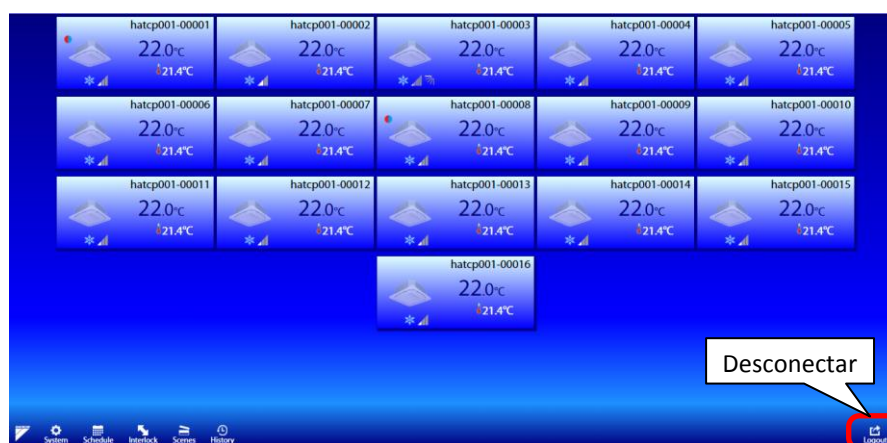 hatcp001-00001 hatcp001-00002 hatcp001-00003 hatcp001-00004 hatcp001-00005
22.0°C 22.0°C 22.0°C 22.0°C 22.0°C
21.4°C 21.4°C 21.4°C 21.4°C 21.4°C
hatcp001-00006 hatcp001-00007 hatcp001-00008 hatcp001-00009 hatcp001-00010
22.0°C 22.0°C 22.0°C 22.0°C 22.0°C
21.4°C 21.4°C 21.4°C 21.4°C 21.4°C
hatcp001-00011 hatcp001-00012 hatcp001-00013 hatcp001-00014 hatcp001-00015
22.0°C 22.0°C 22.0°C 22.0°C 22.0°C
21.4°C 21.4°C 21.4°C 21.4°C 21.4°C
hatcp001-00016
22.0°C
21.4°C
Desconectar
System Schedule Interlock Scenes History Logout